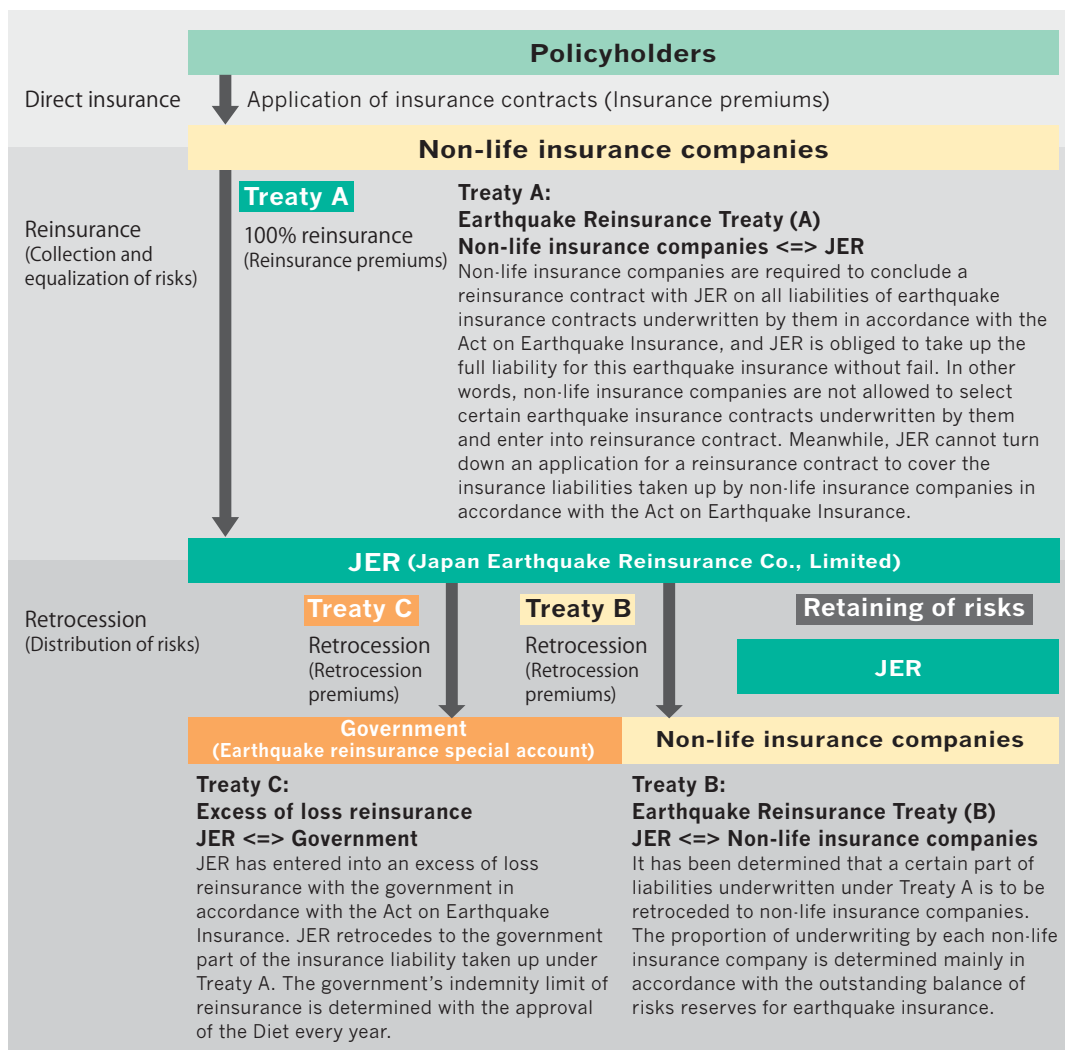 Policyholders
Direct insurance
Application of insurance contracts (Insurance premiums)
Non-life insurance companies
Reinsurance
(Collection and
equalization of risks)
Treaty A
100% reinsurance
(Reinsurance premiums)
Treaty A:
Earthquake Reinsurance Treaty (A)
Non-life insurance companies <=> JER
Non-life insurance companies are required to conclude a
reinsurance contract with JER on all liabilities of earthquake
insurance contracts underwritten by them in accordance with the
Act on Earthquake Insurance, and JER is obliged to take up the
full liability for this earthquake insurance without fail. In other
words, non-life insurance companies are not allowed to select
certain earthquake insurance contracts underwritten by them
and enter into reinsurance contract. Meanwhile, JER cannot turn
down an application for a reinsurance contract to cover the
insurance liabilities taken up by non-life insurance companies in
accordance with the Act on Earthquake Insurance.
JER (Japan Earthquake Reinsurance Co., Limited)
Retrocession
(Distribution of risks)
Treaty C
Retrocession
(Retrocession
premiums)
Treaty B
Retrocession
(Retrocession
premiums)
Retaining of risks
JER
Government
(Earthquake reinsurance special account)
Non-life insurance companies
Treaty C:
Excess of loss reinsurance
JER <=> Government
JER has entered into an excess of loss
reinsurance with the government in
accordance with the Act on Earthquake
Insurance. JER retrocedes to the government
part of the insurance liability taken up under
Treaty A. The government's indemnity limit of
reinsurance is determined with the approval
of the Diet every year.
Treaty B:
Earthquake Reinsurance Treaty (B)
JER <=> Non-life insurance companies
It has been determined that a certain part of
liabilities underwritten under Treaty A is to be
retroceded to non-life insurance companies.
The proportion of underwriting by each non-life
insurance company is determined mainly in
accordance with the outstanding balance of
risks reserves for earthquake insurance.